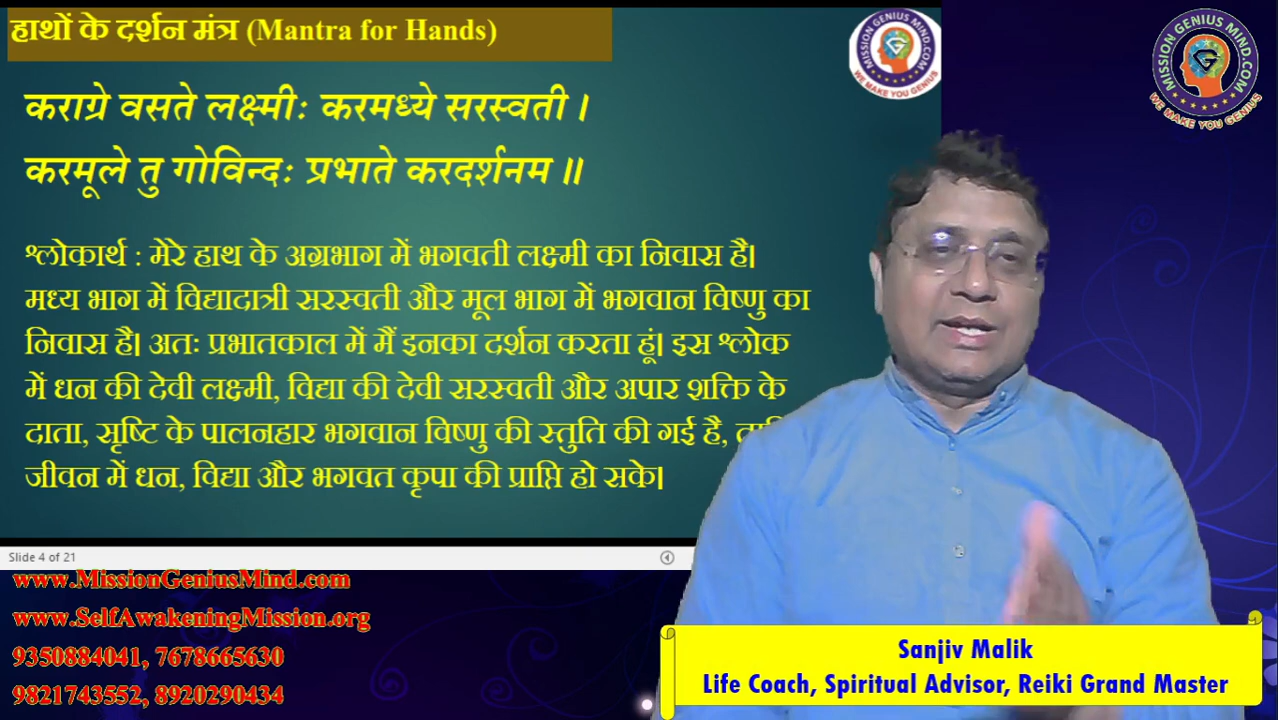 हाथों के दर्शन मंत्र (Mantra for Hands)
कराग्रे वसते लक्ष्मीः करमध्ये सरस्वती ।
करमूले तु गोविन्दः प्रभाते करदर्शनम ॥
श्लोकार्थ : मेरे हाथ के अग्रभाग में भगवती लक्ष्मी का निवास है।
मध्य भाग में विद्यादात्री सरस्वती और मूल भाग में भगवान विष्णु का
निवास है। अतः प्रभातकाल में मैं इनका दर्शन करता हूं। इस श्लोक
में धन की देवी लक्ष्मी, विद्या की देवी सरस्वती और अपार शक्ति के
दाता, सृष्टि के पालनहार भगवान विष्णु की स्तुति की गई है,
जीवन में धन, विद्या और भगवत कृपा की प्राप्ति हो सके।
MISSION GENIUS MIND.COM
WE MAKE YOU GENIUS
MISSION GENIUS MIND.COM
G
WE MAKE YOU GENIUS
Slide 4 of 21
www.MissionGeniusMind.com
www.SelfAwakeningMission.org
9350884041, 7678665630
9821743552, 8920290434
Sanjiv Malik
Life Coach, Spiritual Advisor, Reiki Grand Master